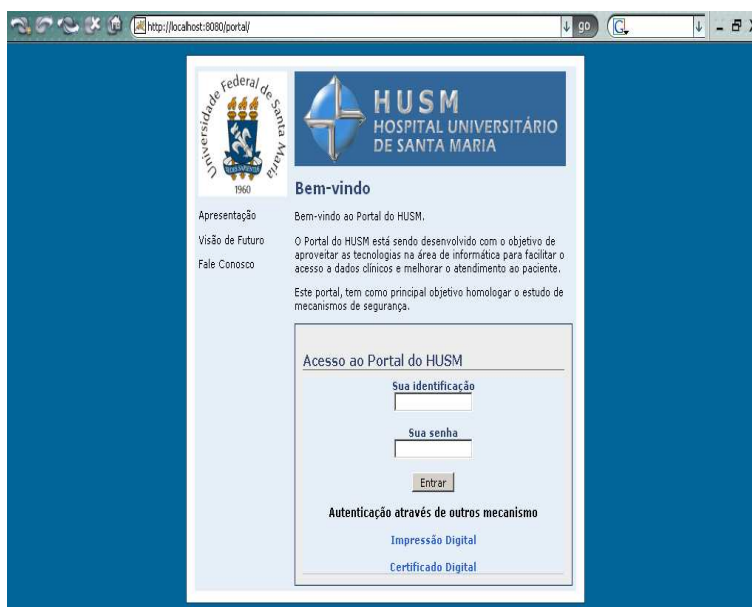 http://localhost:8080/portal/
go
G
Universidade Federal de Santa Maria
1960
HUSM
HOSPITAL UNIVERSITÁRIO
DE SANTA MARIA
Apresentação
Visão de Futuro
Fale Conosco
Bem-vindo
Bem-vindo ao Portal do HUSM.
O Portal do HUSM está sendo desenvolvido com o objetivo de
aproveitar as tecnologias na área de informática para facilitar o
acesso a dados clínicos e melhorar o atendimento ao paciente.
Este portal, tem como principal objetivo homologar o estudo de
mecanismos de segurança.
Acesso ao Portal do HUSM
Sua identificação
Sua senha
Entrar
Autenticação através de outros mecanismo
Impressão Digital
Certificado Digital